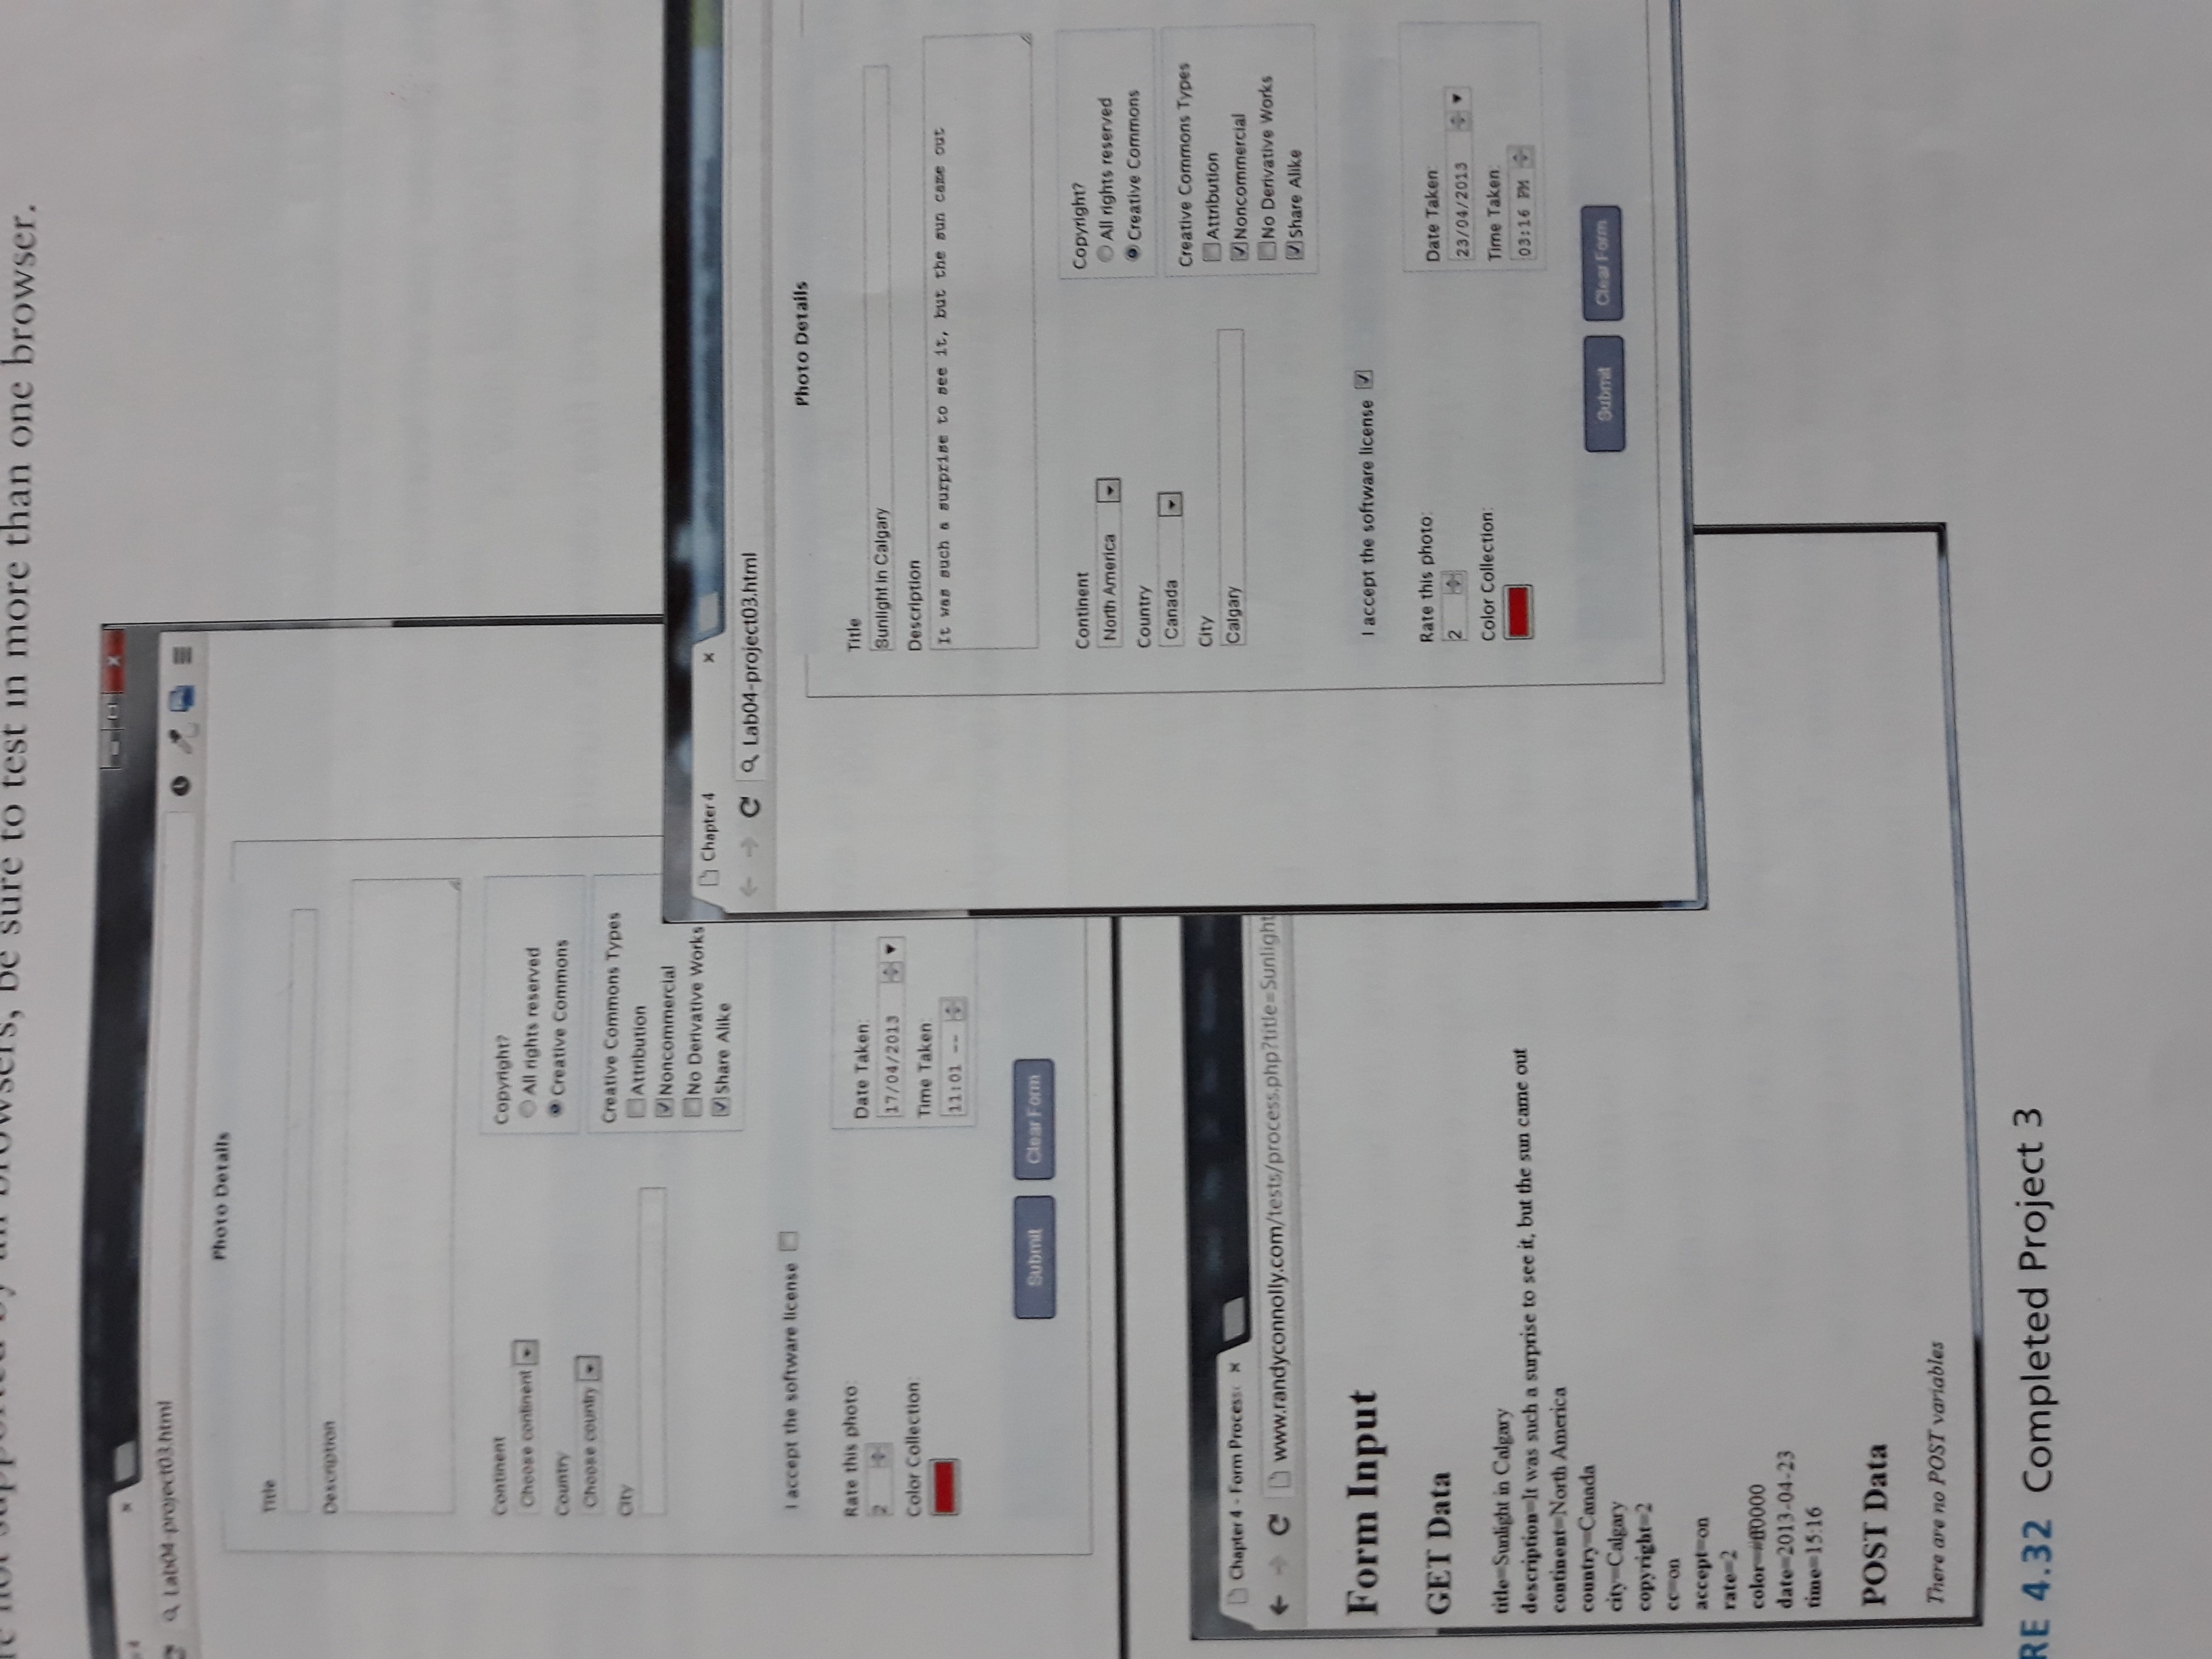 not supported by all browsers, be sure to test in more than one browser.
4
Lab04-project03.html
Photo Details
Title
Description
Continent
Choose continent
Country
Choose country
City
Copyright?
All rights reserved
Creative Commons
Creative Commons Types
Attribution
Noncommercial
No Derivative Works
Share Alike
I accept the software license
Rate this photo:
2
Color Collection:
Date Taken:
17/04/2013
Time Taken:
11:01 --
Submit Clear Form
Chapter 4
Lab04-project03.html
Photo Details
Title
Sunlight in Calgary
Description
It was such a surprise to see it, but the sun came out
Continent
North America
Country
Canada
City
Calgary
Copyright?
All rights reserved
Creative Commons
Creative Commons Types
Attribution
Noncommercial
No Derivative Works
Share Alike
I accept the software license
Rate this photo:
2
Color Collection:
Date Taken:
23/04/2013
Time Taken:
03:16 PM
Submit Clear Form
Chapter 4 - Form Process
www.randyconnolly.com/tests/process.php?title=Sunlight
Form Input
GET Data
title=Sunlight in Calgary
description=It was such a surprise to see it, but the sun came out
continent=North America
country=Canada
city=Calgary
copyright=2
cc=on
accept=on
rate=2
color=#ff0000
date=2013-04-23
time=15:16
POST Data
There are no POST variables
RE 4.32 Completed Project 3